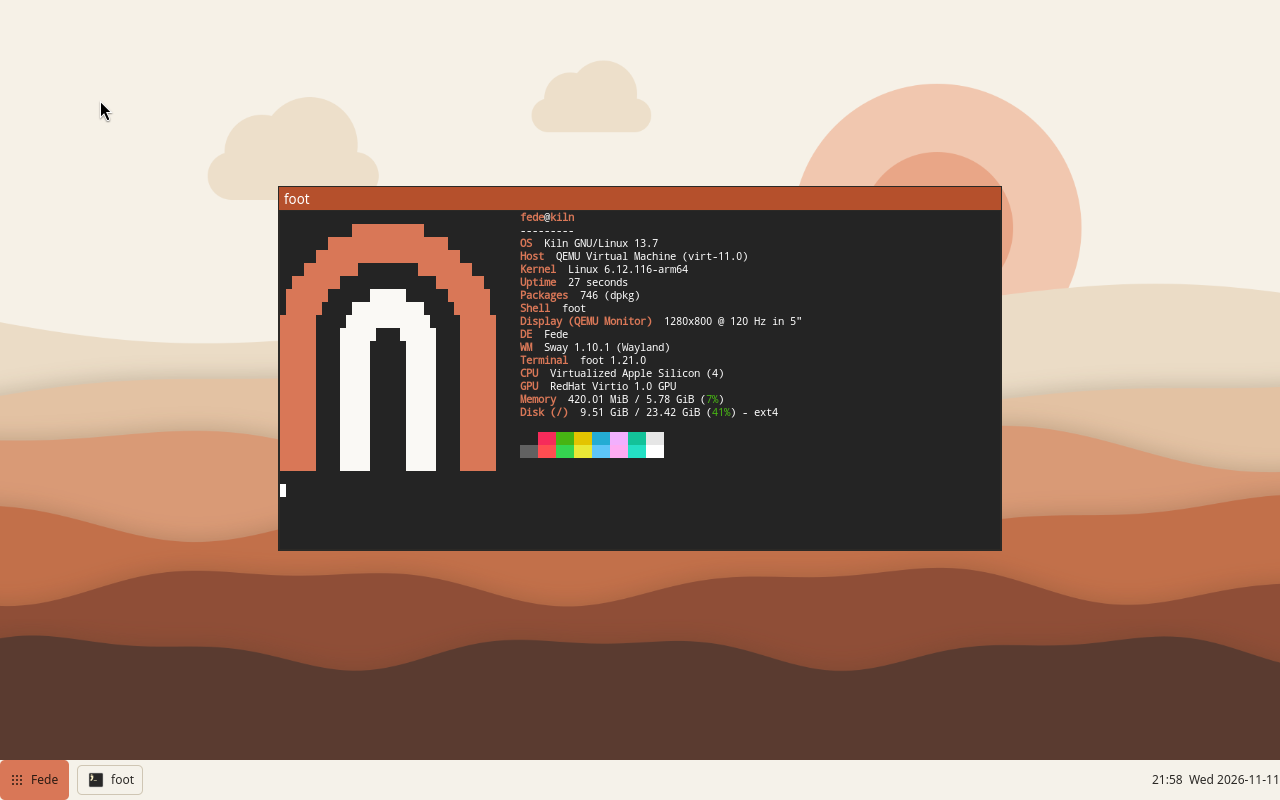 foot
fede@kiln
---------
OS  Kiln GNU/Linux 13.7
Host  QEMU Virtual Machine (virt-11.0)
Kernel  Linux 6.12.116-arm64
Uptime  27 seconds
Packages  746 (dpkg)
Shell  foot
Display (QEMU Monitor)  1280x800 @ 120 Hz in 5"
DE  Fede
WM  Sway 1.10.1 (Wayland)
Terminal  foot 1.21.0
CPU  Virtualized Apple Silicon (4)
GPU  RedHat Virtio 1.0 GPU
Memory  420.01 MiB / 5.78 GiB (7%)
Disk (/)  9.51 GiB / 23.42 GiB (41%) - ext4
Fede  foot  21:58  Wed 2026-11-11